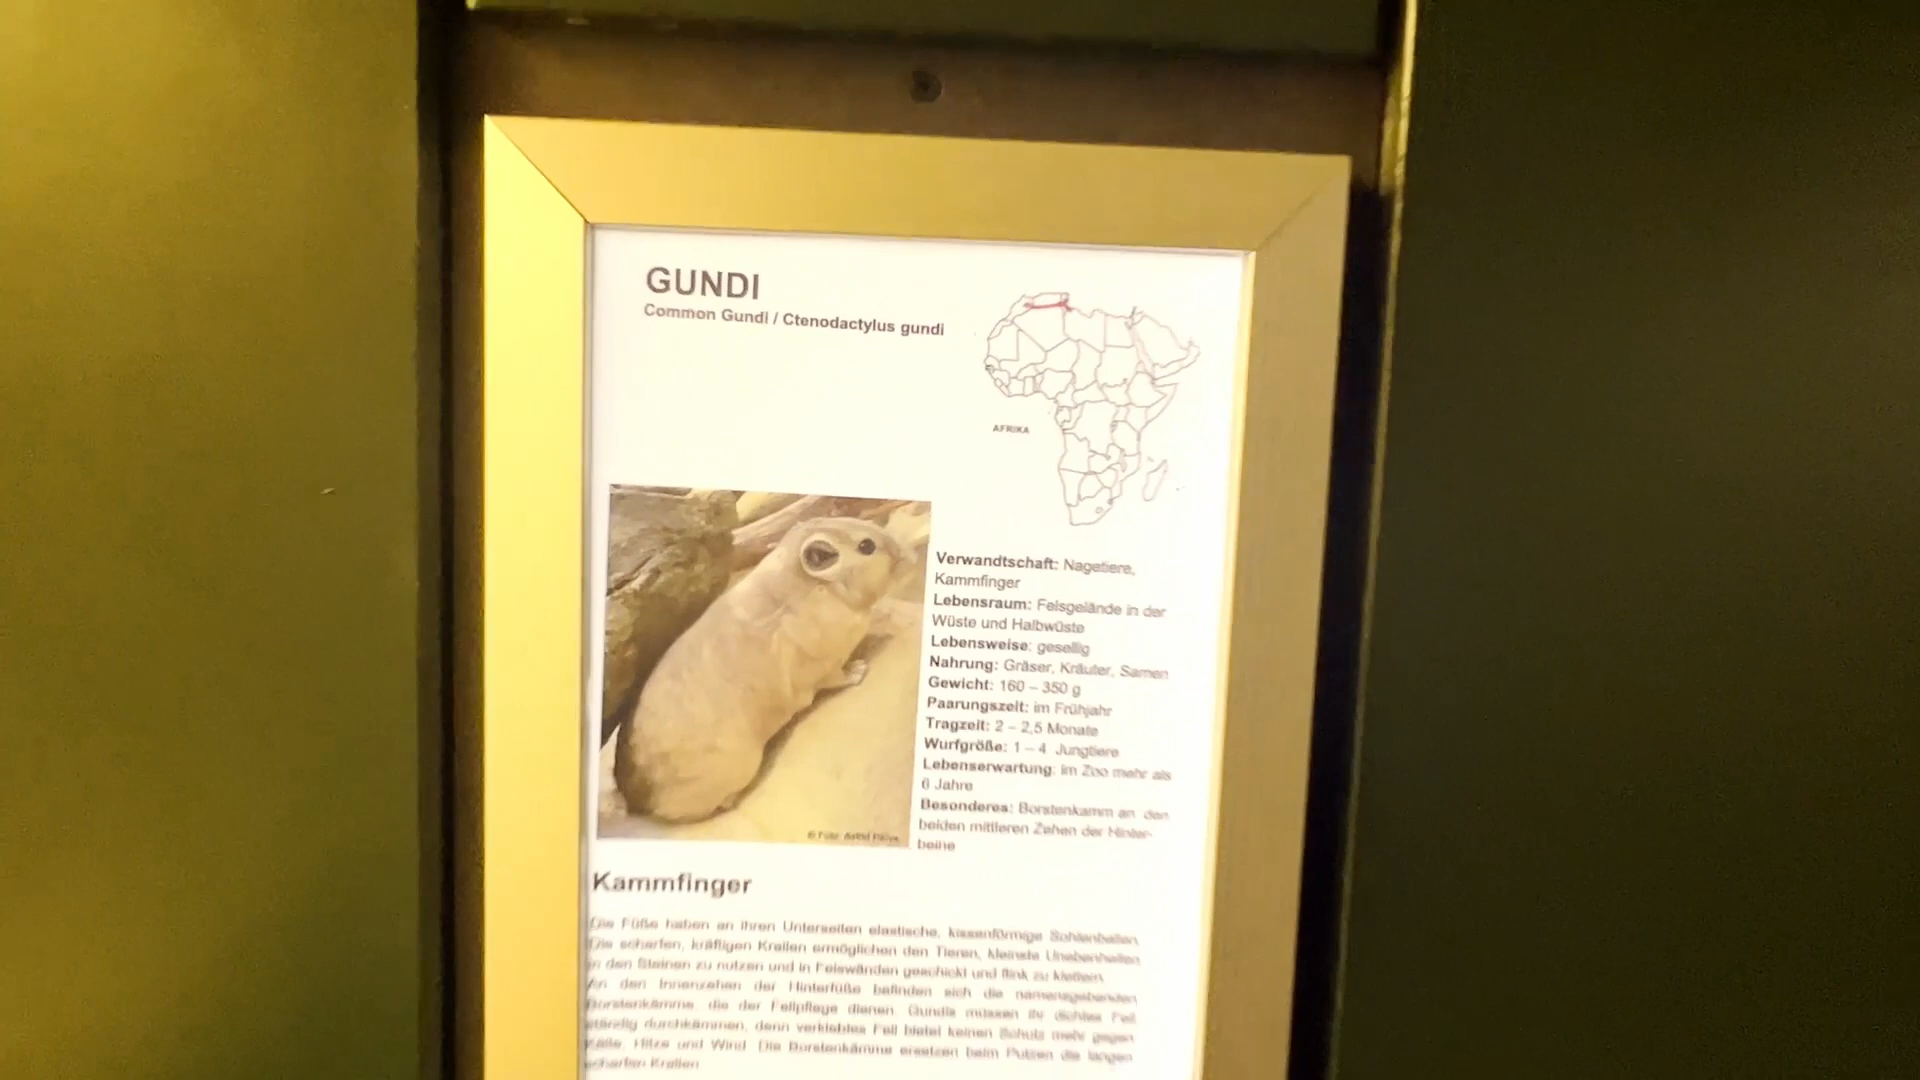 GUNDI
Common Gundi / Ctenodactylus gundi
AFRIKA
Verwandtschaft: Nagetiere,
Kammfinger
Lebensraum: Felsgelände in der
Wüste und Halbwüste
Lebensweise: gesellig
Nahrung: Gräser, Kräuter, Samen
Gewicht: 160 – 350 g
Paarungszeit: im Frühjahr
Tragzeit: 2 – 2,5 Monate
Wurfgröße: 1 – 4 Jungtiere
Lebenserwartung: im Zoo mehr als
6 Jahre
Besonderes: Borstenkamm an den
beiden mittleren Zehen der Hinter-
beine
© Foto: Astrid
Kammfinger
Die Füße haben an ihren Unterseiten elastische, kissenförmige Sohlenballen.
Die scharfen, kräftigen Krallen ermöglichen den Tieren, kleinste Unebenheiten
in den Steinen zu nutzen und in Felswänden geschickt und flink zu klettern.
An den Innenzehen der Hinterfüße befinden sich die namensgebenden
Borstenkämme, die der Fellpflege dienen. Gundis müssen ihr dichtes Fell
ständig durchkämmen, denn verklebtes Fell bietet keinen Schutz mehr gegen
Kälte, Hitze und Wind. Die Borstenkämme ersetzen beim Putzen die langen
scharfen Krallen.